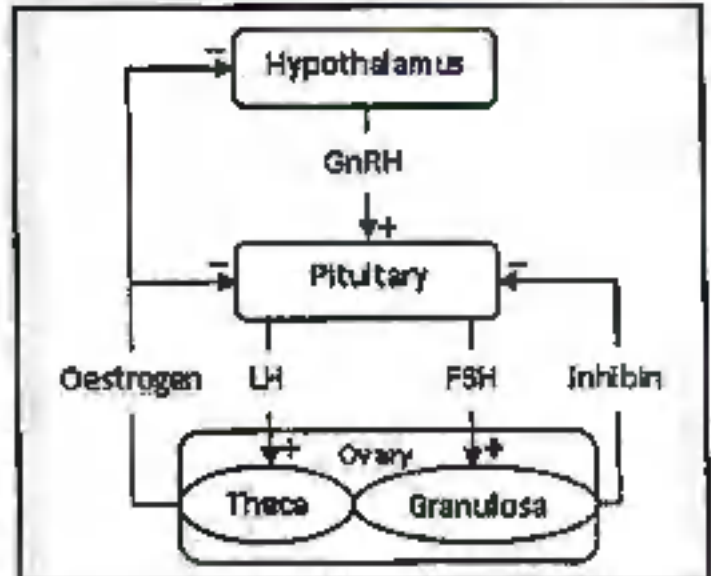 Hypothalamus
GnRH
+
Pituitary
Oestrogen LH FSH Inhibin
+ Ovary +
Theca Granulosa